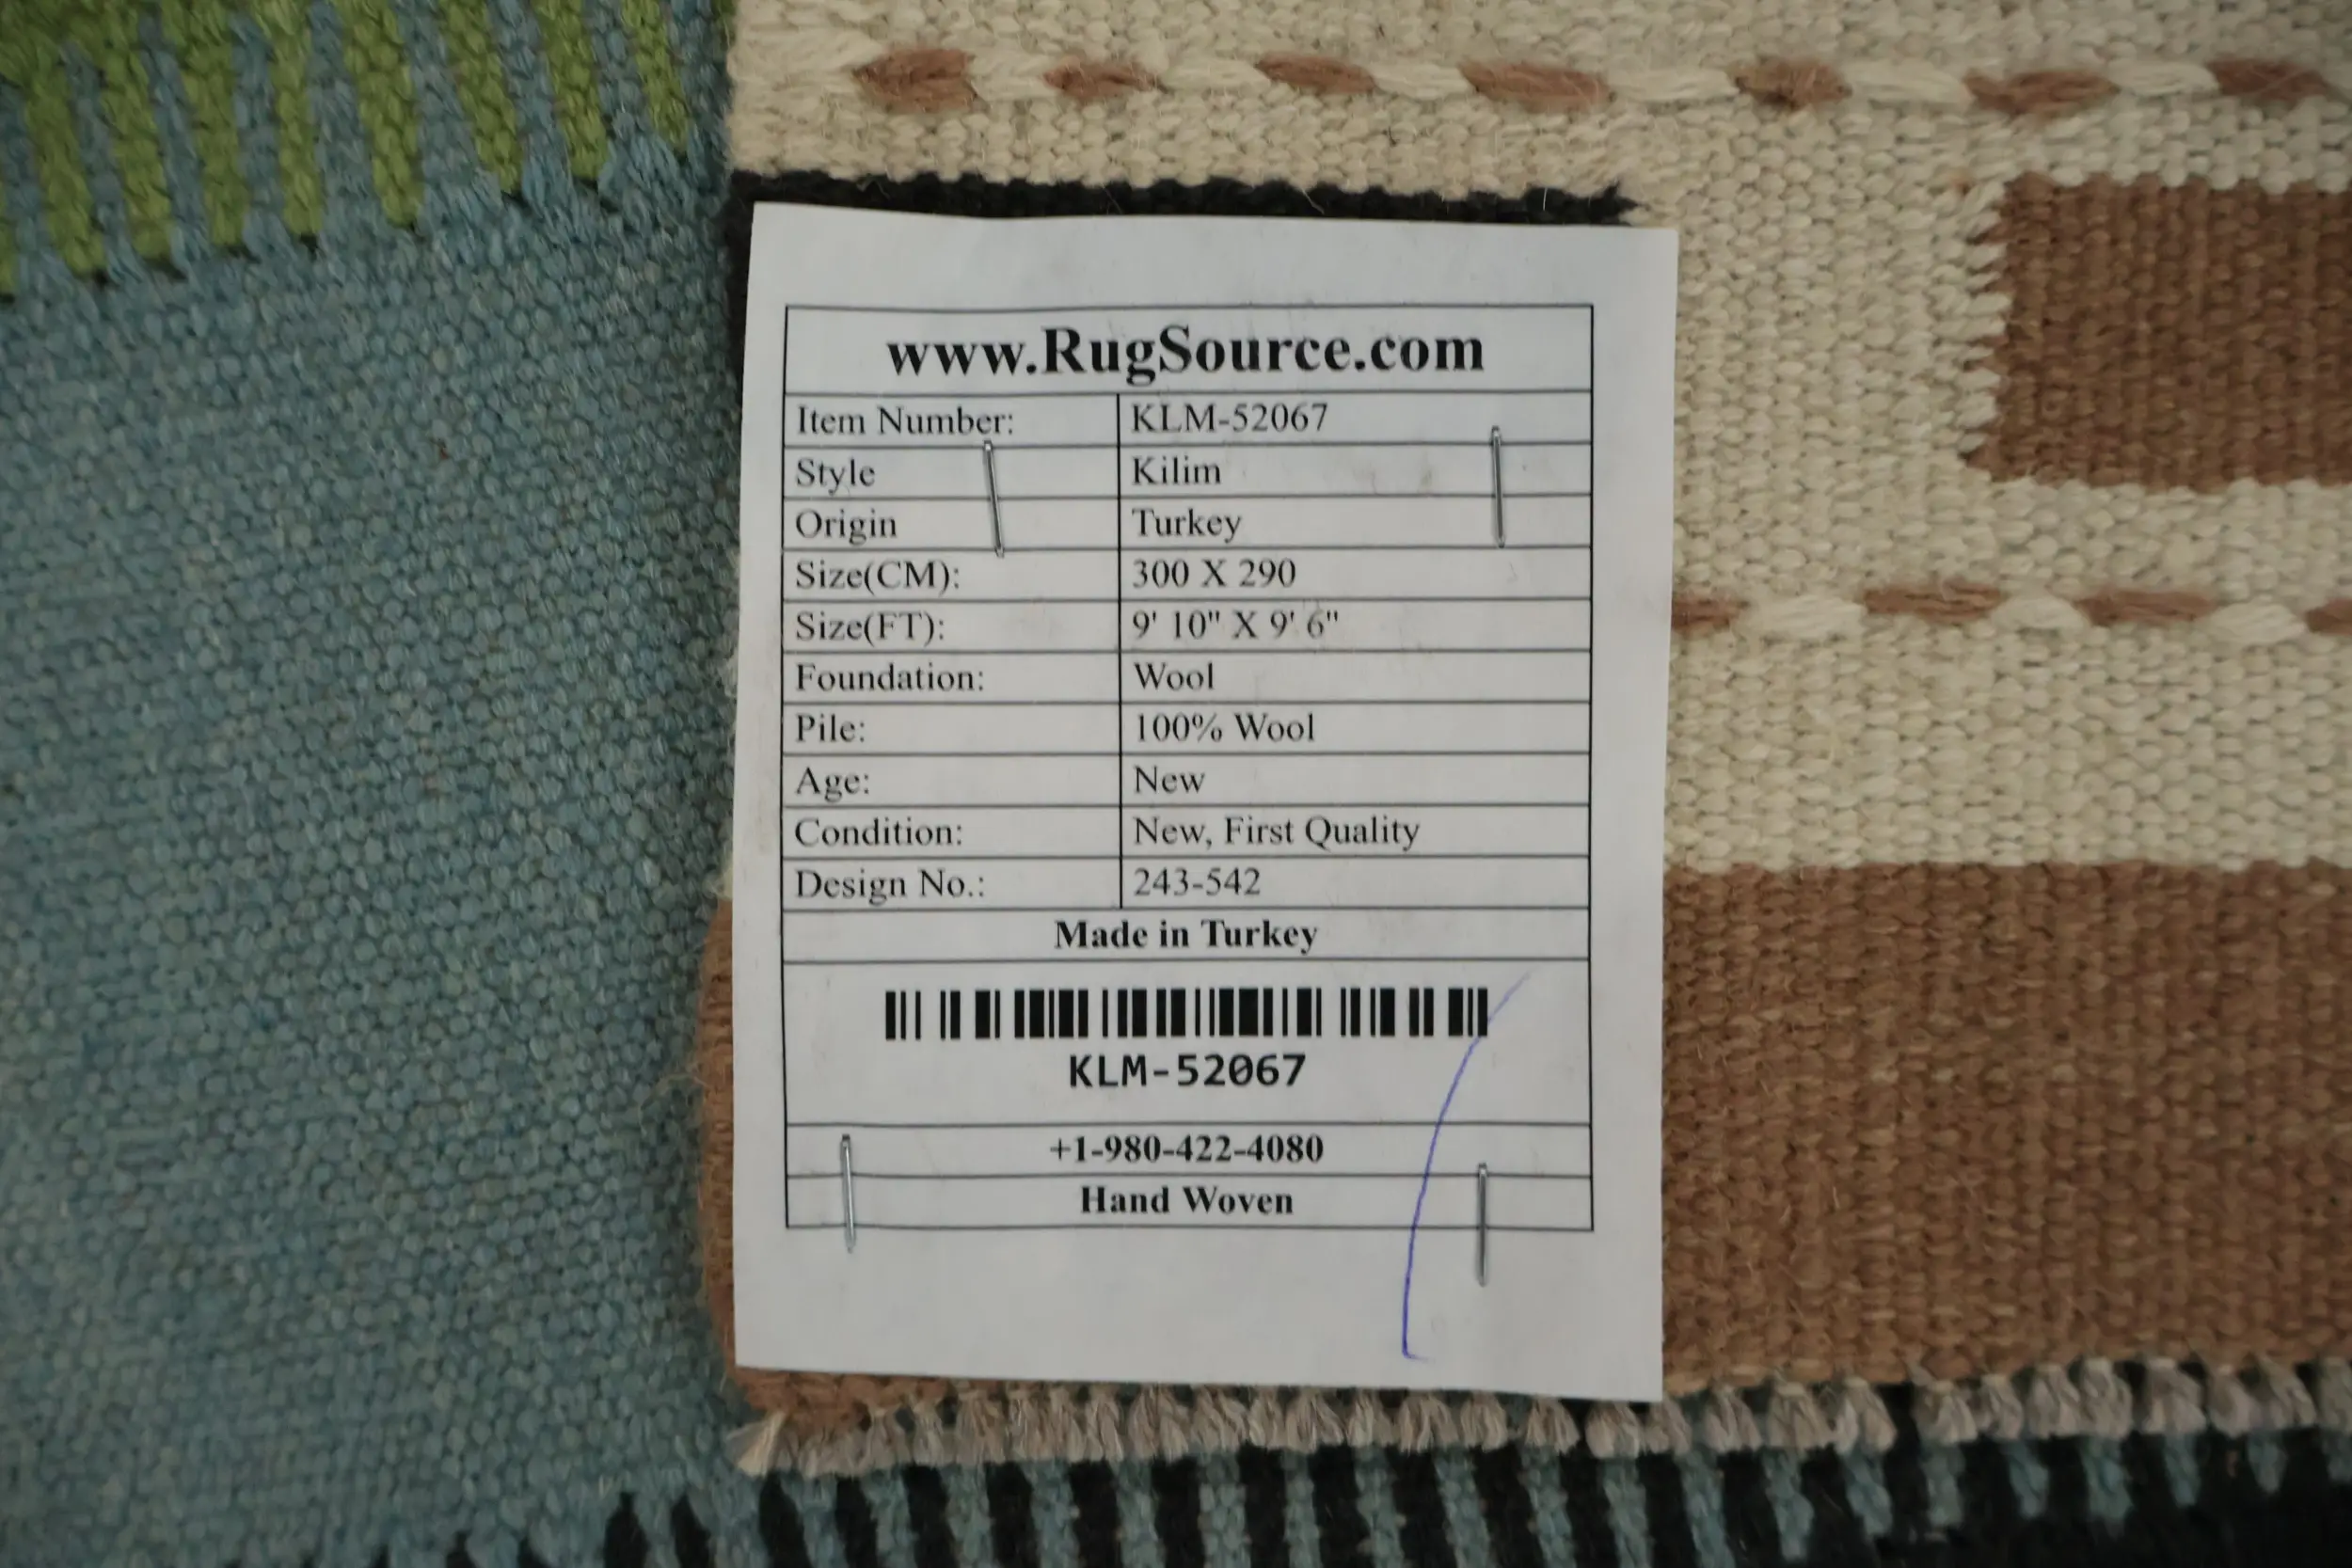 www.RugSource.com
Item Number: KLM-52067
Style Kilim
Origin Turkey
Size(CM): 300 X 290
Size(FT): 9' 10" X 9' 6"
Foundation: Wool
Pile: 100% Wool
Age: New
Condition: New, First Quality
Design No.: 243-542
Made in Turkey
KLM-52067
+1-980-422-4080
Hand Woven